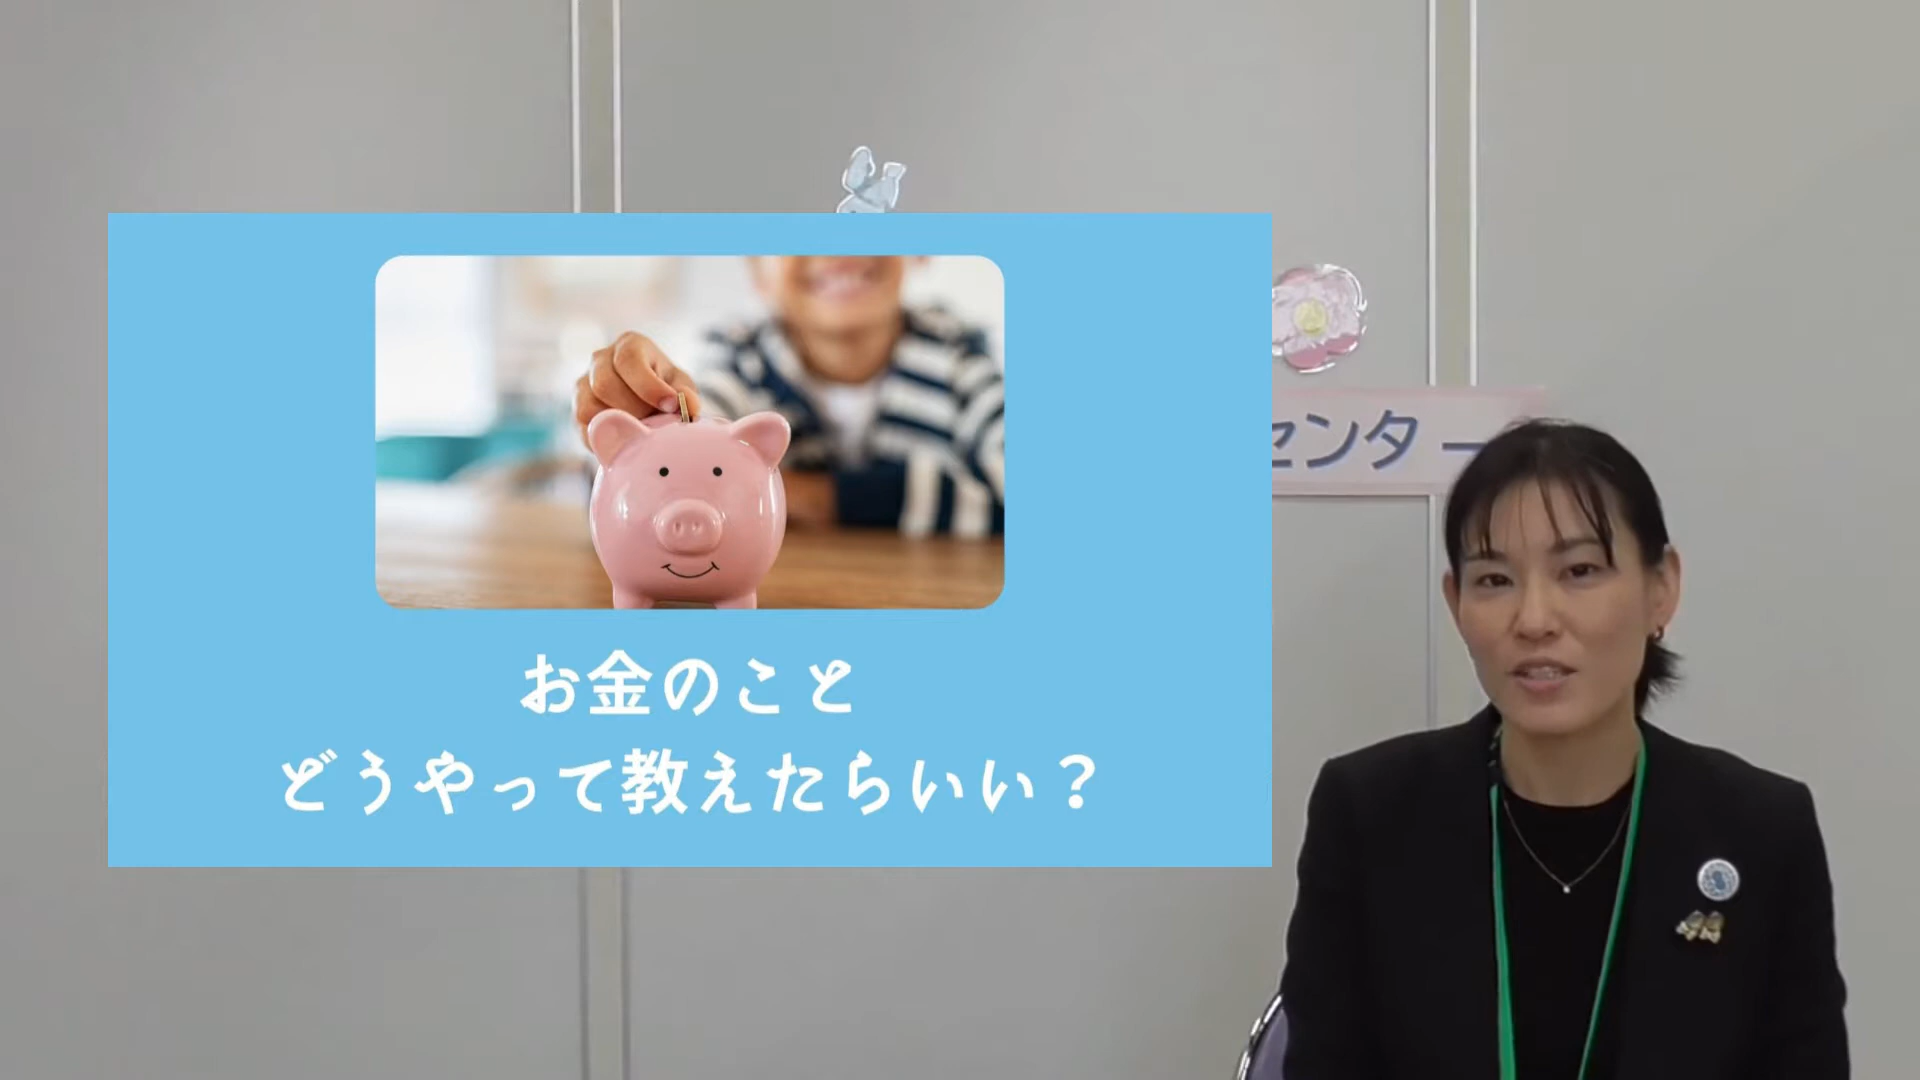 お金のこと
どうやって教えたらいい？
センター